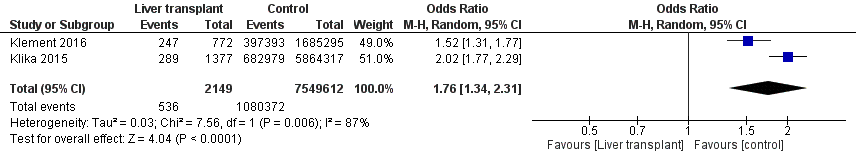 Liver transplant Control Odds Ratio Odds Ratio
Study or Subgroup Events Total Events Total Weight M-H, Random, 95% CI M-H, Random, 95% CI
Klement 2016 247 772 397393 1685295 49.0% 1.52 [1.31, 1.77]
Klika 2015 289 1377 682979 5864317 51.0% 2.02 [1.77, 2.29]
Total (95% CI) 2149 7549612 100.0% 1.76 [1.34, 2.31]
Total events 536 1080372
Heterogeneity: Tau² = 0.03; Chi² = 7.56, df = 1 (P = 0.006); I² = 87%
Test for overall effect: Z = 4.04 (P < 0.0001)
0.5 0.7 1 1.5 2
Favours [Liver transplant] Favours [control]